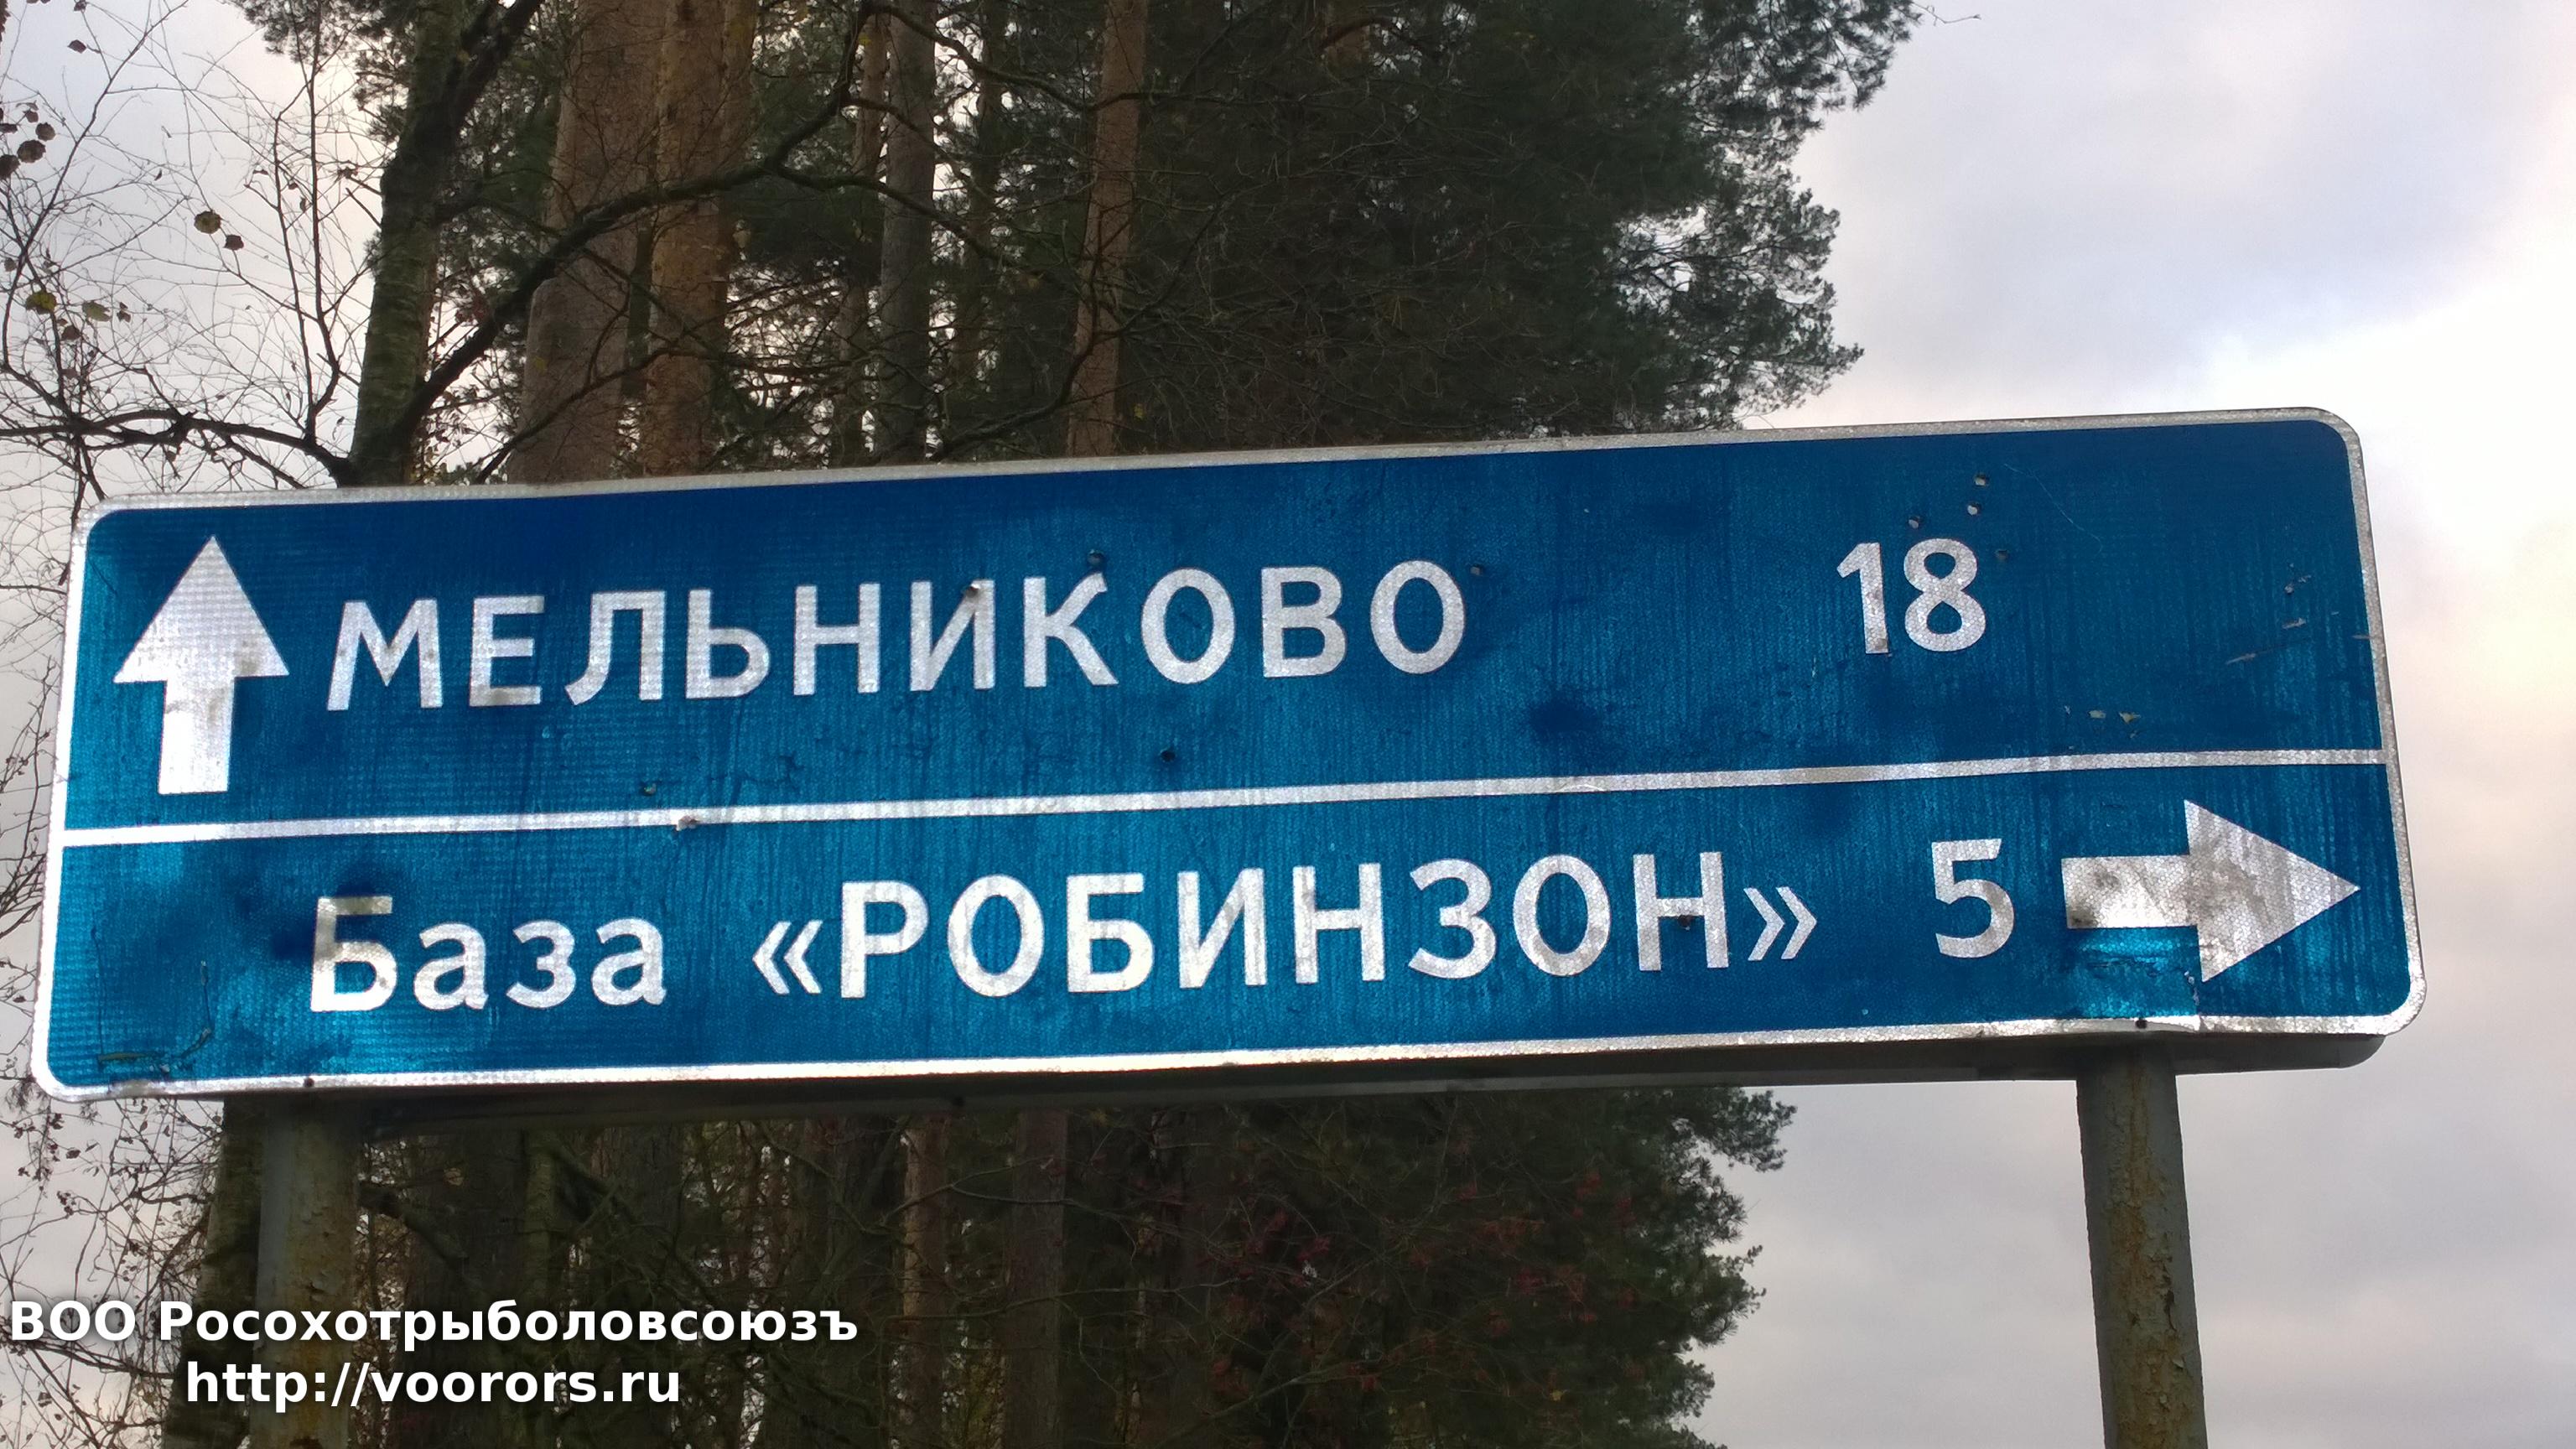 МЕЛЬНИКОВО 18
База «РОБИНЗОН» 5
ВОО Росохотрыболовсоюзъ
http://voorors.ru